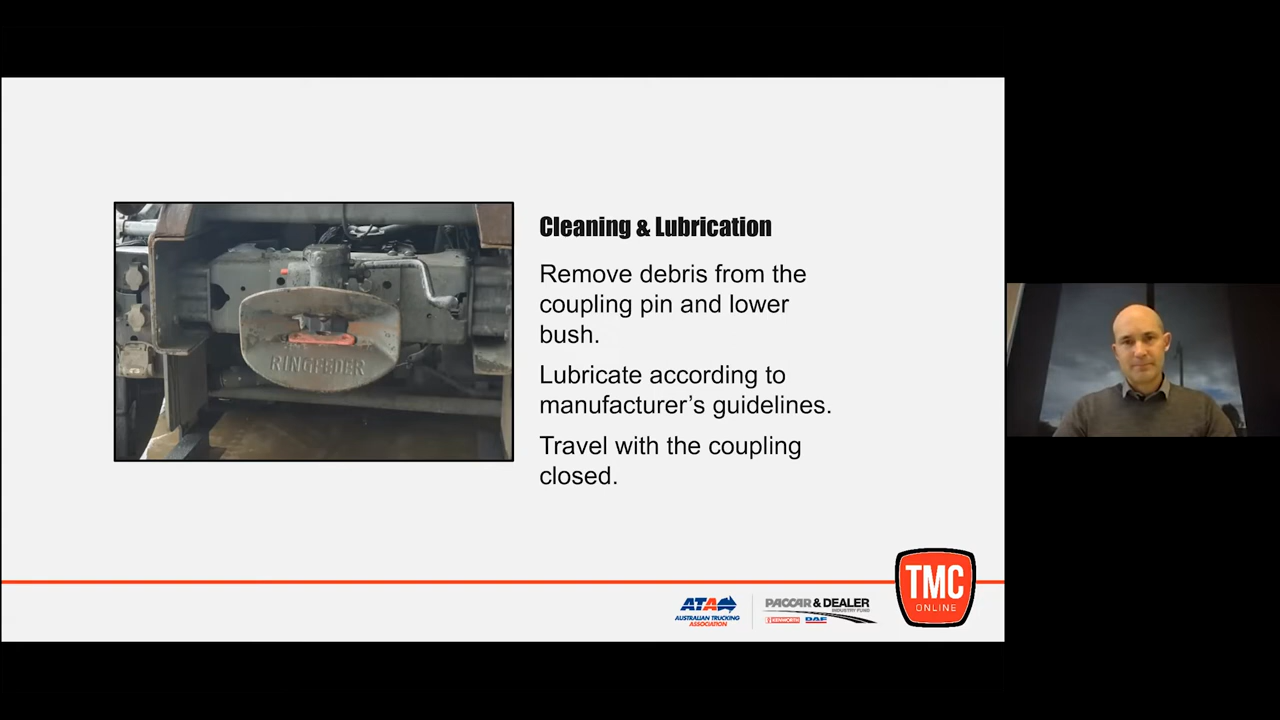 Cleaning & Lubrication
Remove debris from the
coupling pin and lower
bush.
Lubricate according to
manufacturer's guidelines.
Travel with the coupling
closed.
RINGFEDER
ATA
AUSTRALIAN TRUCKING
ASSOCIATION
PACCAR & DEALER
INDUSTRY FUND
KENWORTH DAF
TMC
ONLINE